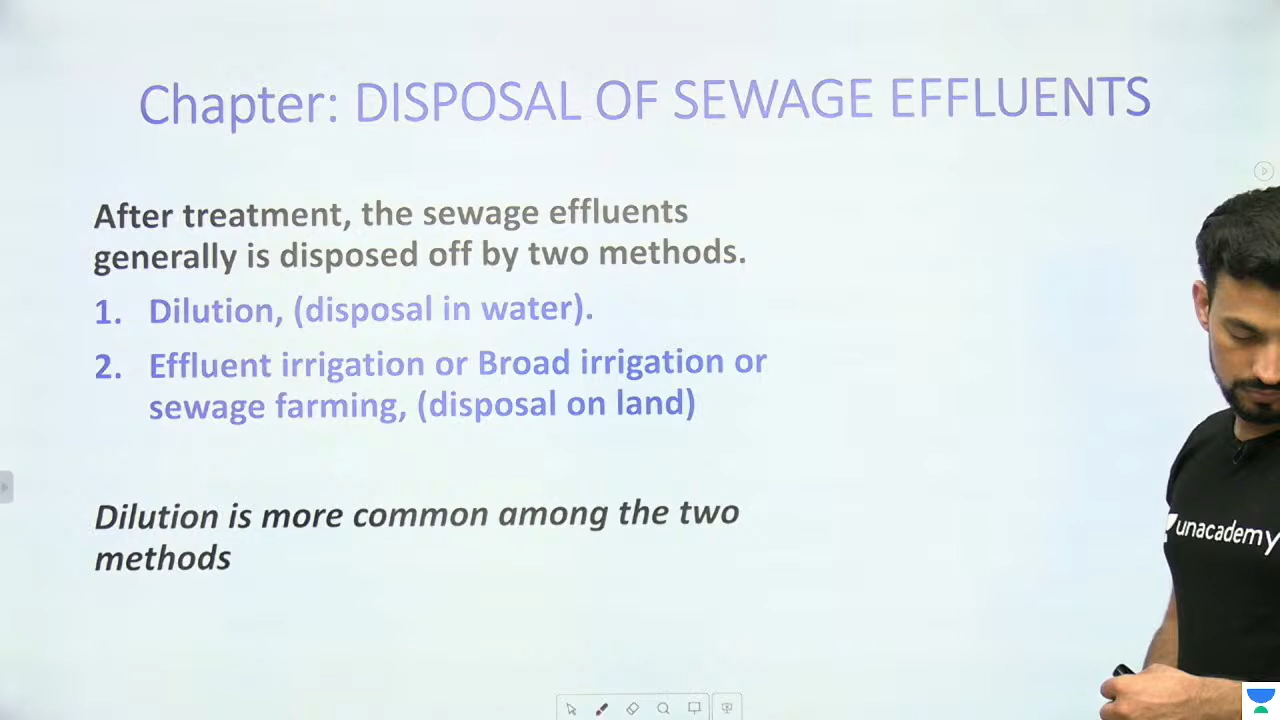 Chapter: DISPOSAL OF SEWAGE EFFLUENTS
After treatment, the sewage effluents
generally is disposed off by two methods.
1. Dilution, (disposal in water).
2. Effluent irrigation or Broad irrigation or
sewage farming, (disposal on land)
Dilution is more common among the two
methods
unacademy